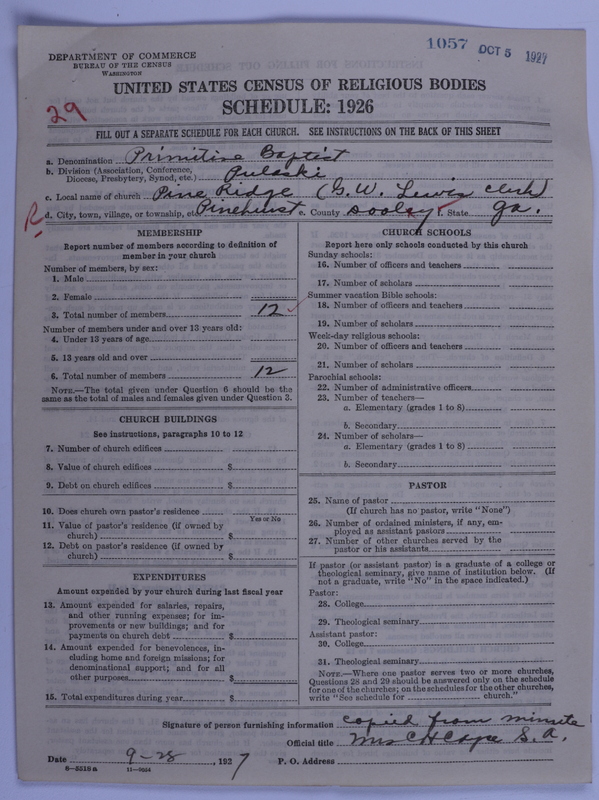 1057 OCT 5 1927
DEPARTMENT OF COMMERCE
BUREAU OF THE CENSUS
WASHINGTON
UNITED STATES CENSUS OF RELIGIOUS BODIES
SCHEDULE: 1926
29
FILL OUT A SEPARATE SCHEDULE FOR EACH CHURCH. SEE INSTRUCTIONS ON THE BACK OF THIS SHEET
a. Denomination Primitive Baptist
b. Division (Association, Conference, Diocese, Presbytery, Synod, etc.) Pulaski
c. Local name of church Pine Ridge (G.W. Lewis Clerk)
R
d. City, town, village, or township, etc. Pinehurst e. County Dooly f. State Ga.
MEMBERSHIP
Report number of members according to definition of
member in your church
Number of members, by sex:
1. Male
2. Female
3. Total number of members 12
Number of members under and over 13 years old:
4. Under 13 years of age
5. 13 years old and over
6. Total number of members 12
NOTE.—The total given under Question 6 should be the
same as the total of males and females given under Question 3.
CHURCH BUILDINGS
See instructions, paragraphs 10 to 12
7. Number of church edifices
8. Value of church edifices $
9. Debt on church edifices $
10. Does church own pastor's residence
Yes or No
11. Value of pastor's residence (if owned by
church) $
12. Debt on pastor's residence (if owned by
church) $
EXPENDITURES
Amount expended by your church during last fiscal year
13. Amount expended for salaries, repairs,
and other running expenses; for im-
provements or new buildings; and for
payments on church debt $
14. Amount expended for benevolences, in-
cluding home and foreign missions; for
denominational support; and for all
other purposes $
15. Total expenditures during year $
CHURCH SCHOOLS
Report here only schools conducted by this church
Sunday schools:
16. Number of officers and teachers
17. Number of scholars
Summer vacation Bible schools:
18. Number of officers and teachers
19. Number of scholars
Week-day religious schools:
20. Number of officers and teachers
21. Number of scholars
Parochial schools:
22. Number of administrative officers
23. Number of teachers—
a. Elementary (grades 1 to 8)
b. Secondary
24. Number of scholars—
a. Elementary (grades 1 to 8)
b. Secondary
PASTOR
25. Name of pastor
(If church has no pastor, write "None")
26. Number of ordained ministers, if any, em-
ployed as assistant pastors
27. Number of other churches served by the
pastor or his assistants
If pastor (or assistant pastor) is a graduate of a college or
theological seminary, give name of institution below. (If
not a graduate, write "No" in the space indicated.)
Pastor:
28. College
29. Theological seminary
Assistant pastor:
30. College
31. Theological seminary
NOTE.—Where one pastor serves two or more churches,
Questions 28 and 29 should be answered only on the schedule
for one of the churches; on the schedules for the other churches,
write "See schedule for church."
Signature of person furnishing information Copied from minute
Official title Mrs C H Cope S. A.
Date 9-28, 1927 P. O. Address
8-5518a 11-9054